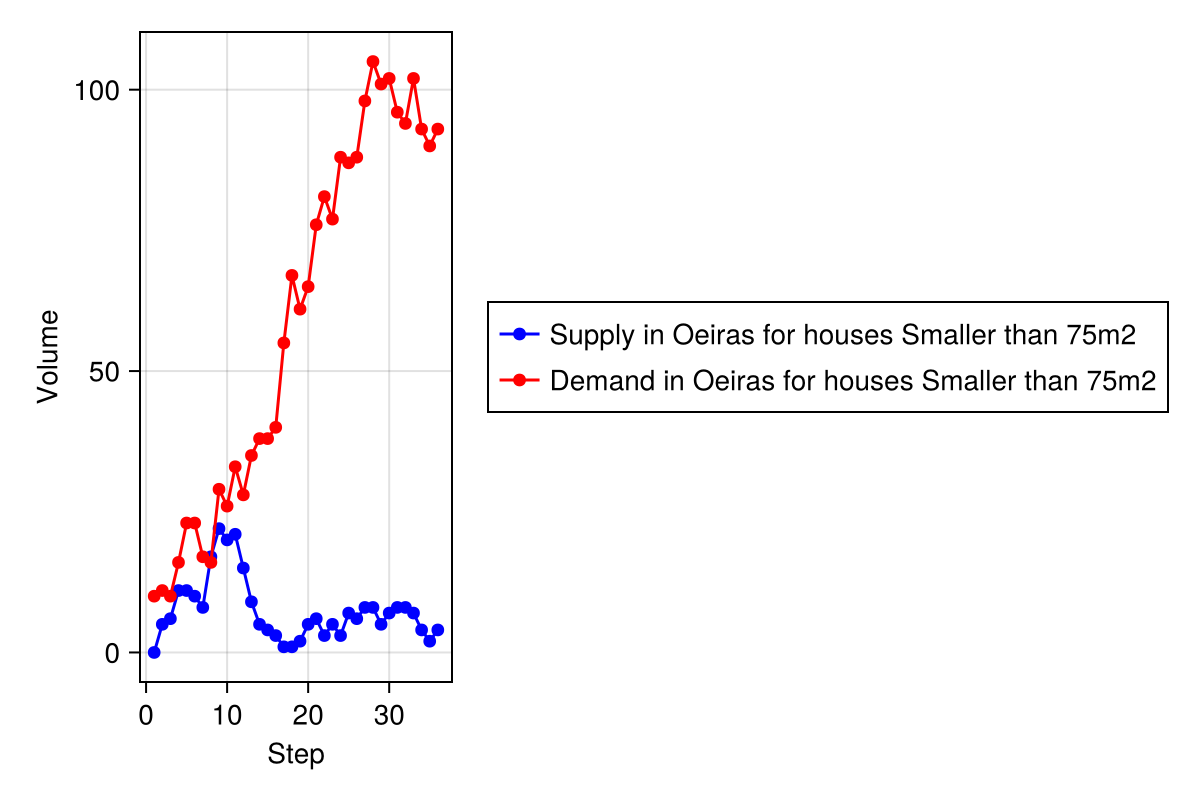 100
50
0
Volume
0 10 20 30
Step
Supply in Oeiras for houses Smaller than 75m2
Demand in Oeiras for houses Smaller than 75m2